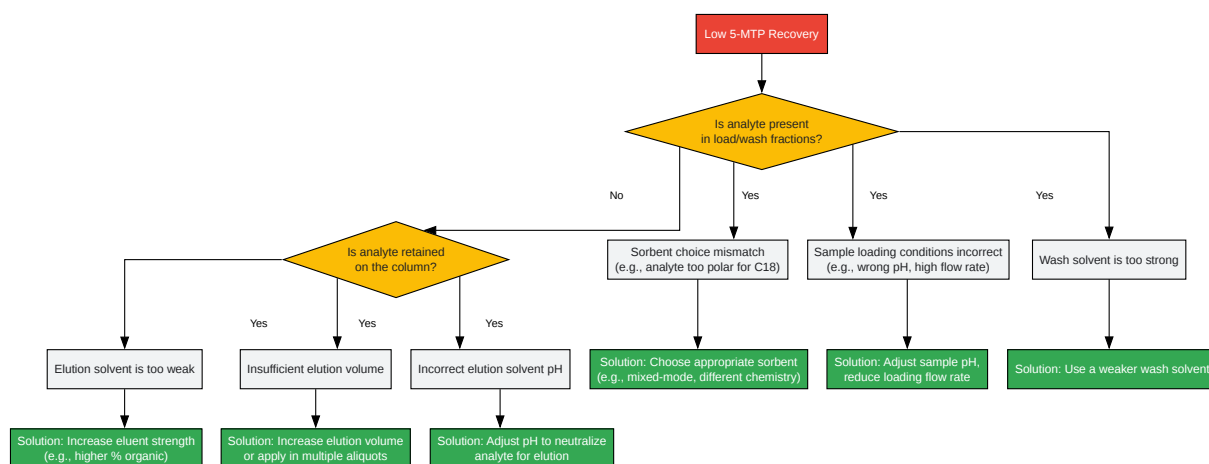 Low 5-MTP Recovery
Is analyte present
in load/wash fractions?
No
Yes
Yes
Yes
Is analyte retained
on the column?
Sorbent choice mismatch
(e.g., analyte too polar for C18)
Sample loading conditions incorrect
(e.g., wrong pH, high flow rate)
Wash solvent is too strong
Yes
Yes
Yes
Elution solvent is too weak
Insufficient elution volume
Incorrect elution solvent pH
Solution: Choose appropriate sorbent
(e.g., mixed-mode, different chemistry)
Solution: Adjust sample pH,
reduce loading flow rate
Solution: Use a weaker wash solvent
Solution: Increase eluent strength
(e.g., higher % organic)
Solution: Increase elution volume
or apply in multiple aliquots
Solution: Adjust pH to neutralize
analyte for elution